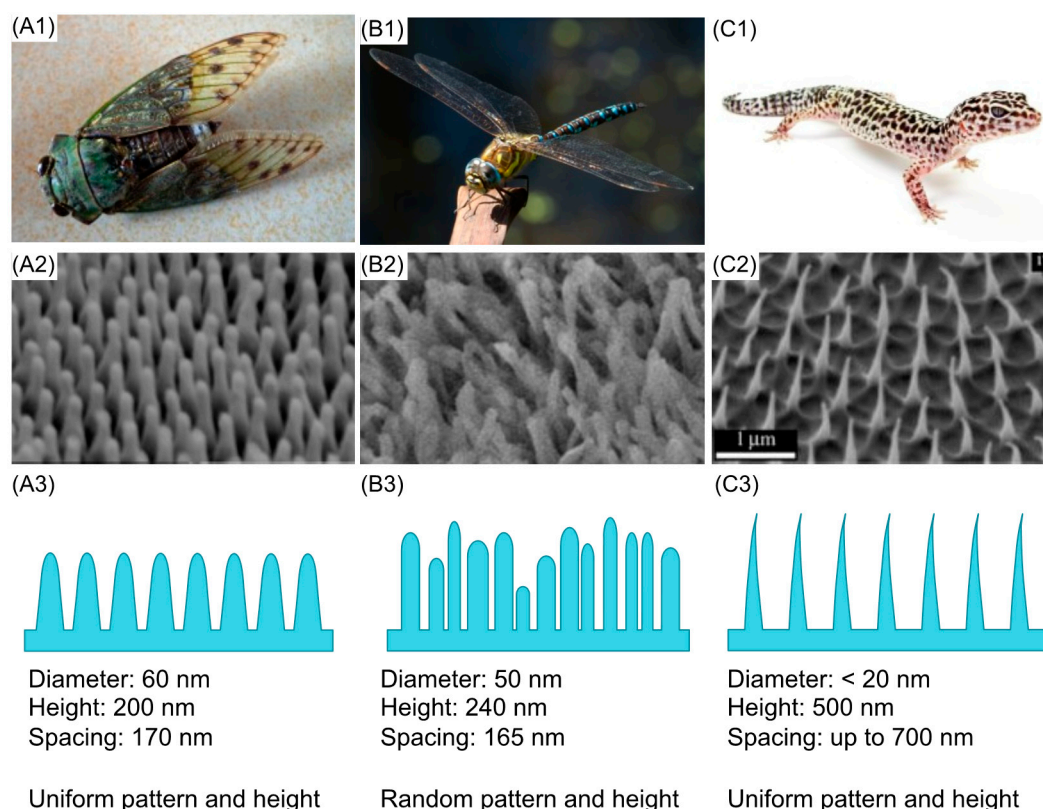 (A1)
(B1)
(C1)
(A2)
(B2)
(C2)
1 μm
(A3)
(B3)
(C3)
Diameter: 60 nm
Height: 200 nm
Spacing: 170 nm
Uniform pattern and height
Diameter: 50 nm
Height: 240 nm
Spacing: 165 nm
Random pattern and height
Diameter: < 20 nm
Height: 500 nm
Spacing: up to 700 nm
Uniform pattern and height